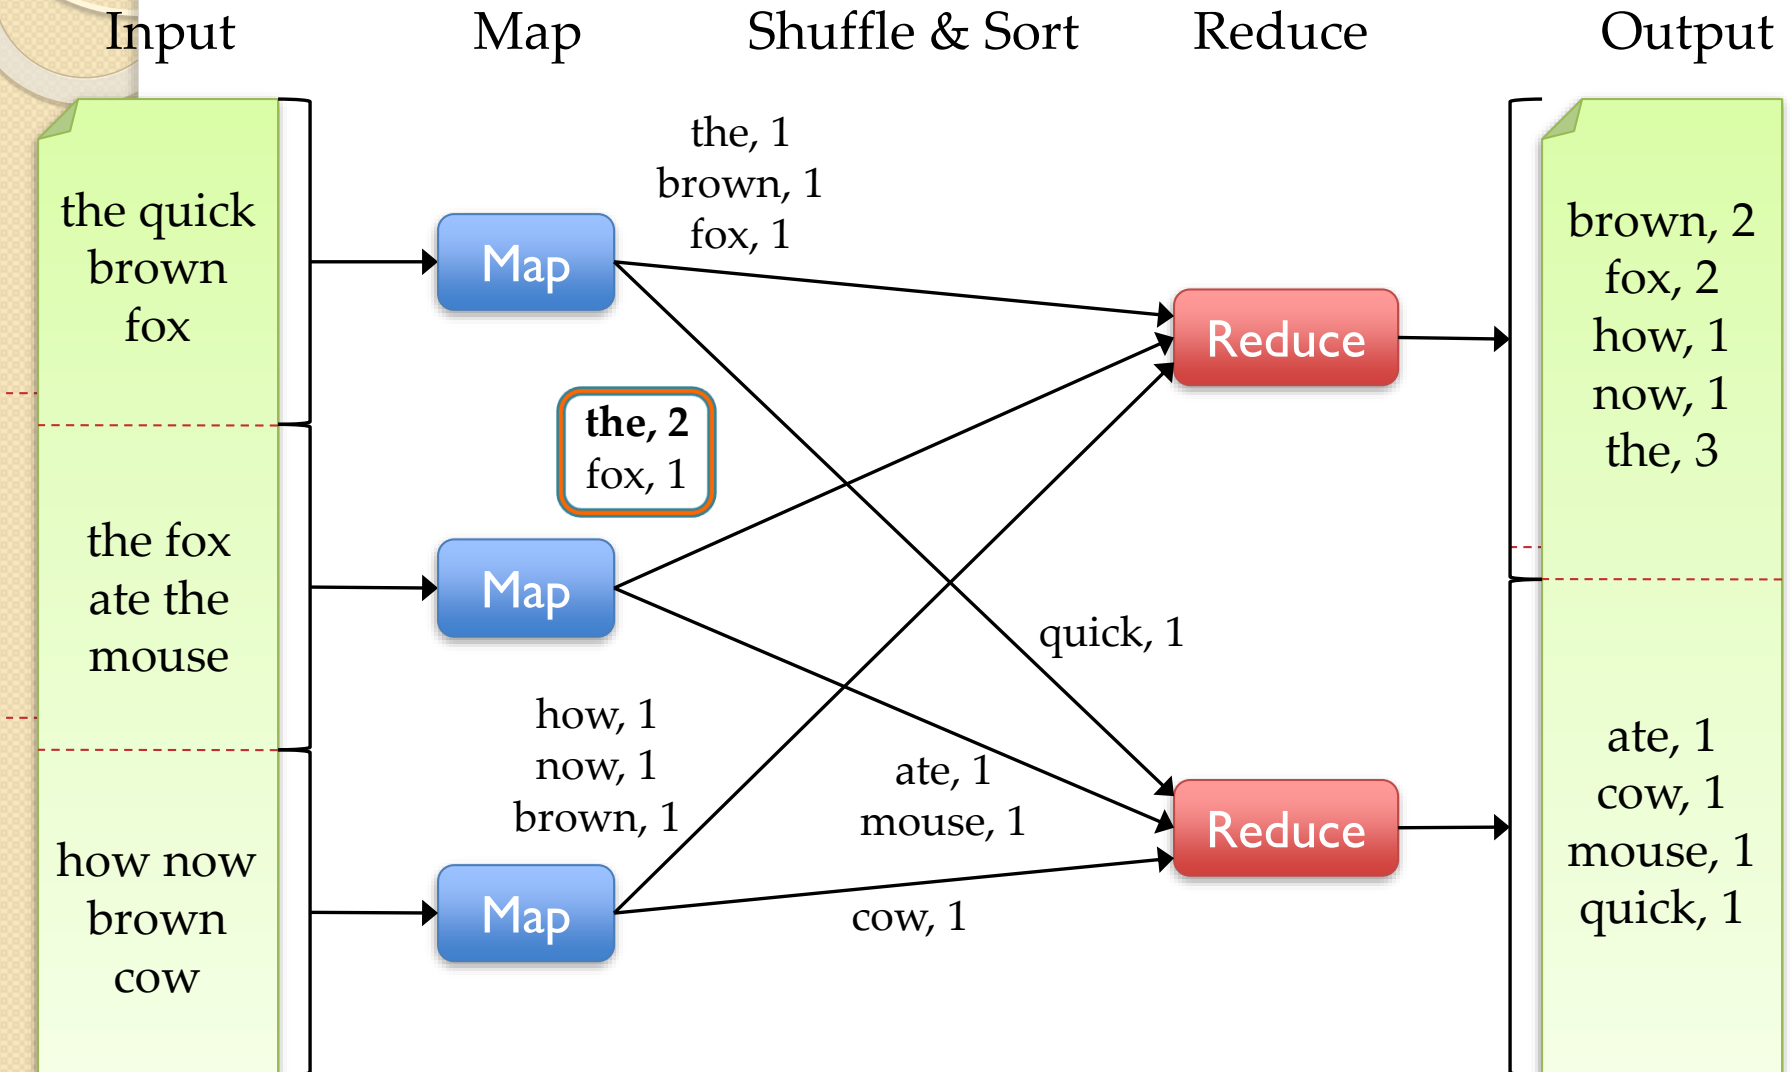 Input Map Shuffle & Sort Reduce Output
the quick
brown
fox
the fox
ate the
mouse
how now
brown
cow
Map
Map
Map
the, 1
brown, 1
fox, 1
the, 2
fox, 1
how, 1
now, 1
brown, 1
quick, 1
ate, 1
mouse, 1
cow, 1
Reduce
Reduce
brown, 2
fox, 2
how, 1
now, 1
the, 3
ate, 1
cow, 1
mouse, 1
quick, 1